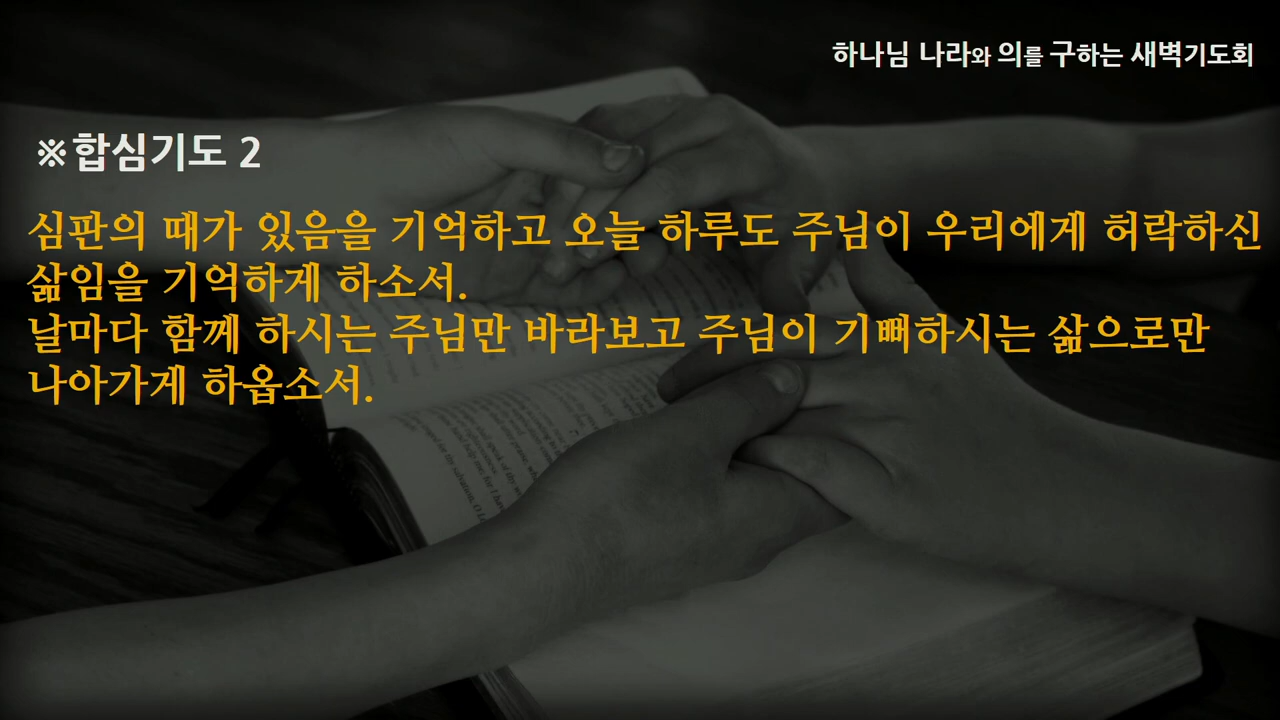 하나님 나라와 의를 구하는 새벽기도회
※합심기도 2
심판의 때가 있음을 기억하고 오늘 하루도 주님이 우리에게 허락하신
삶임을 기억하게 하소서.
날마다 함께 하시는 주님만 바라보고 주님이 기뻐하시는 삶으로만
나아가게 하옵소서.